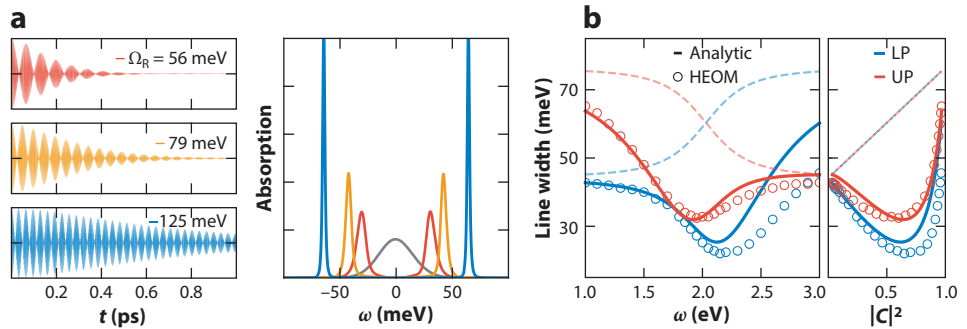 a
Ω_R = 56 meV
79 meV
125 meV
0.2 0.4 0.6 0.8
t (ps)
Absorption
−50 0 50
ω (meV)
b
Analytic
HEOM
LP
UP
Line width (meV)
70
50
30
1.0 1.5 2.0 2.5 3.0
ω (eV)
0 0.5 1.0
|C|²